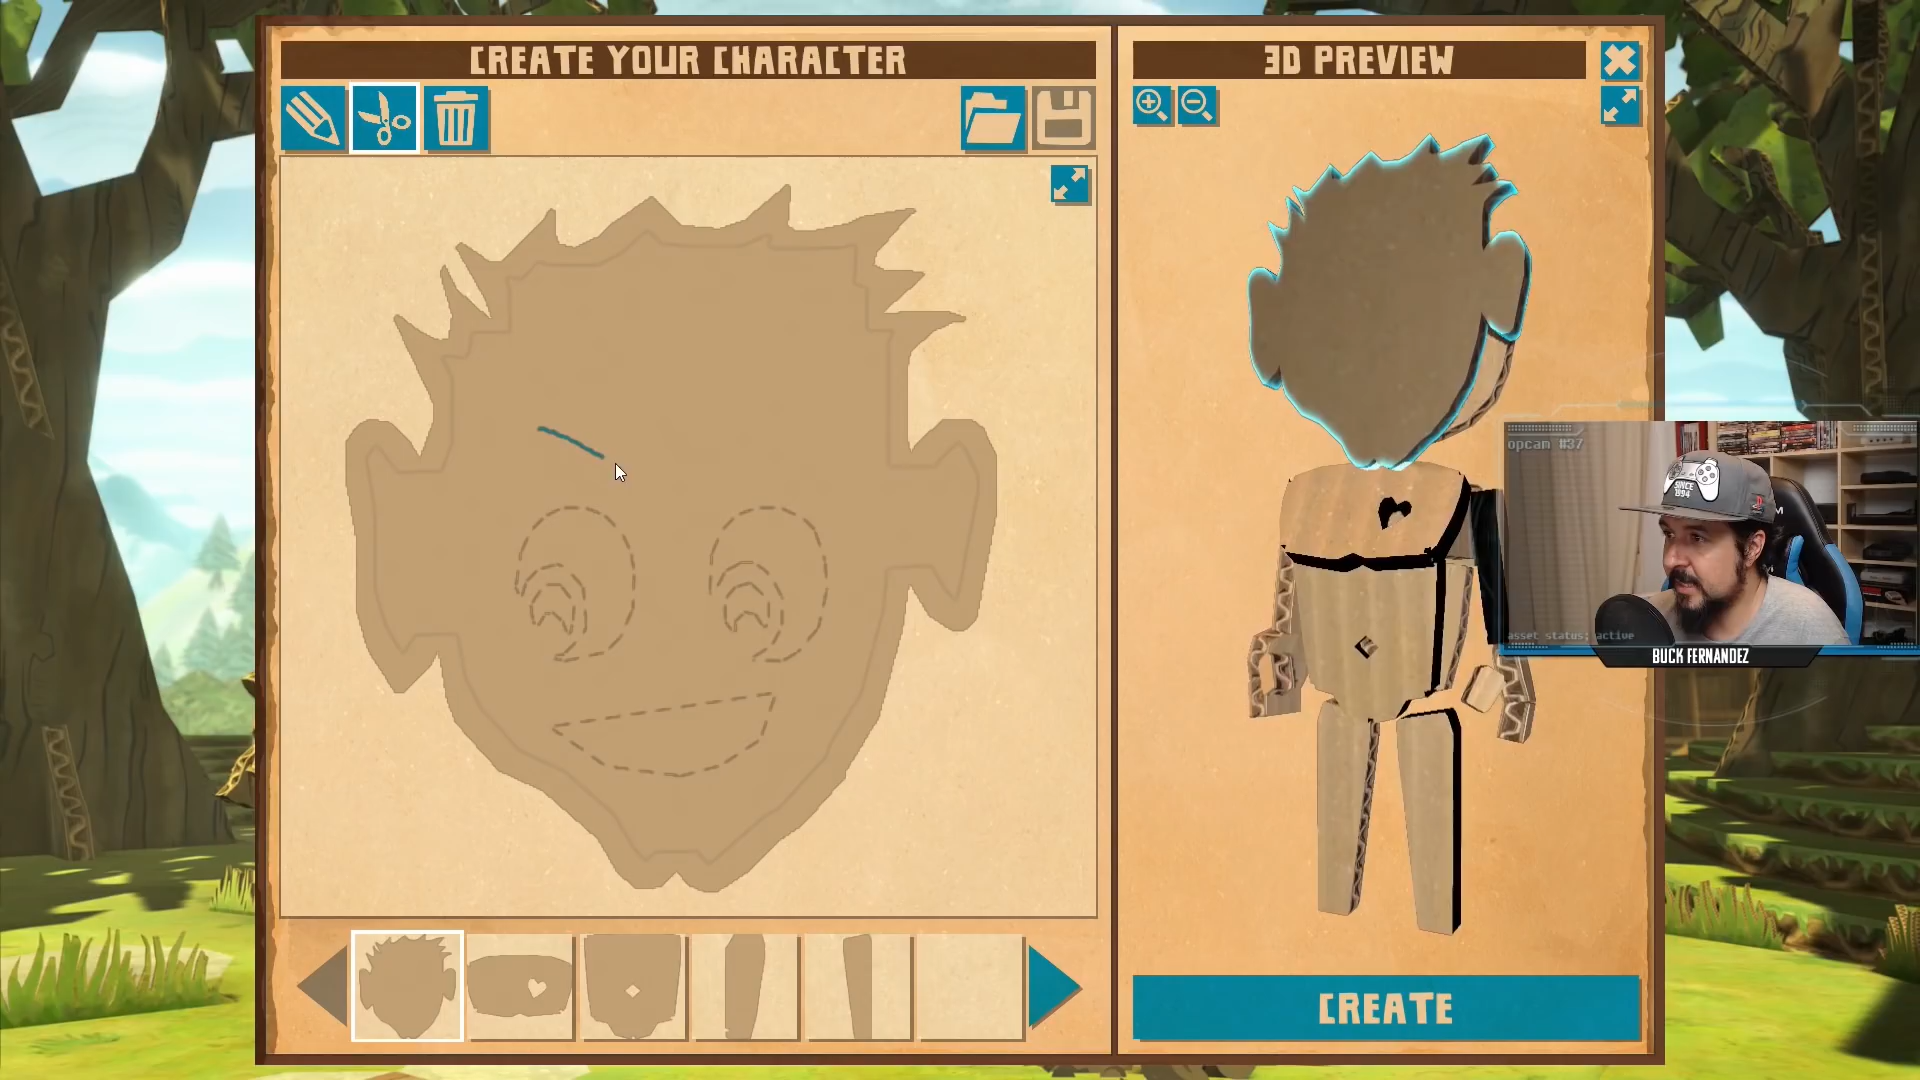 CREATE YOUR CHARACTER
3D PREVIEW
opcam #37
SINCE
1994
asset status: active
BUCK FERNANDEZ
CREATE